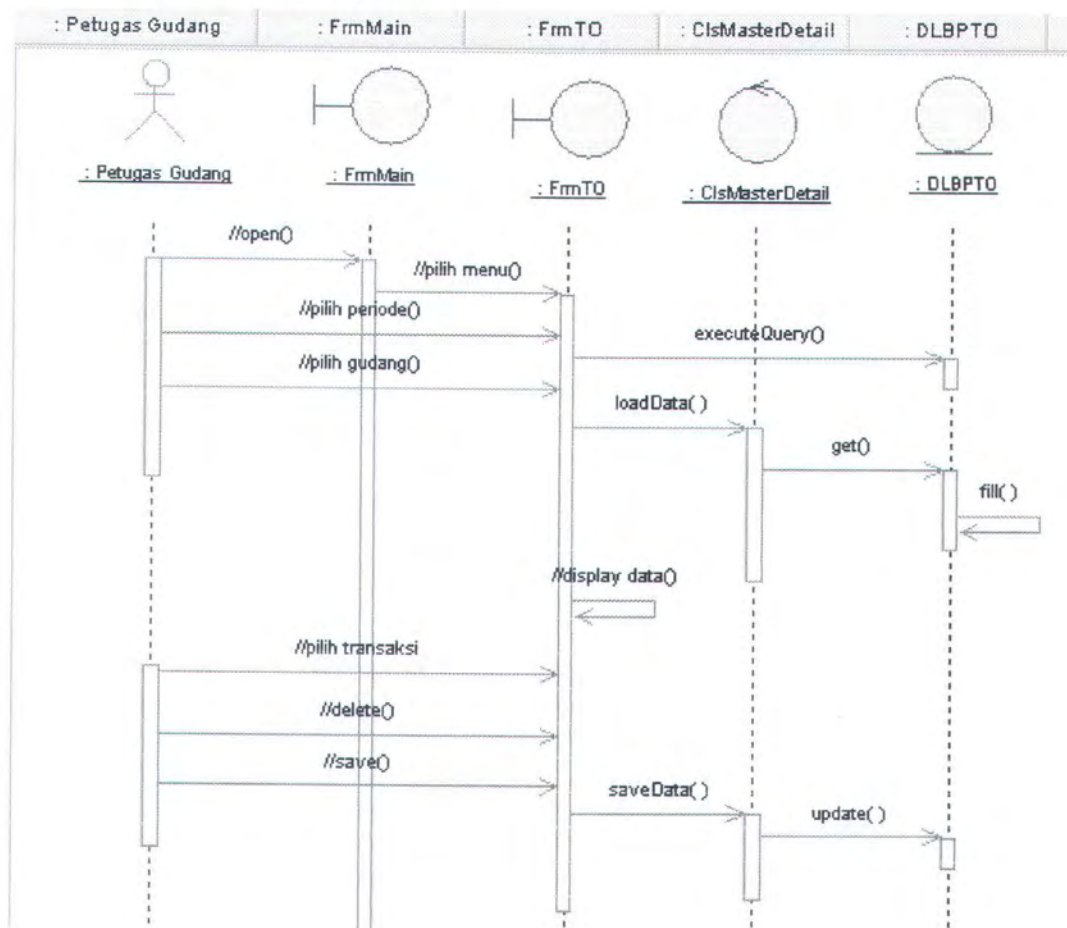 : Petugas Gudang : FrmMain : FrmTO : ClsMasterDetail : DLBPTO
: Petugas Gudang : FrmMain : FrmTO : ClsMasterDetail : DLBPTO
//open()
//pilih menu()
//pilih periode()
executeQuery()
//pilih gudang()
loadData( )
get()
fill( )
//display data()
//pilih transaksi
//delete()
//save()
saveData( )
update( )